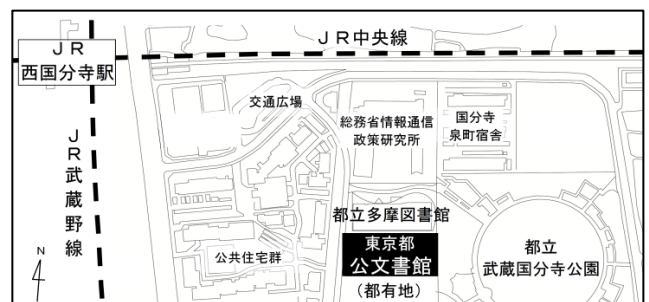 JR中央線
JR
西国分寺駅
交通広場
総務省情報通信
政策研究所
国分寺
泉町宿舎
JR武蔵野線
都立多摩図書館
東京都
公文書館
(都有地)
公共住宅群
都立
武蔵国分寺公園
N
4